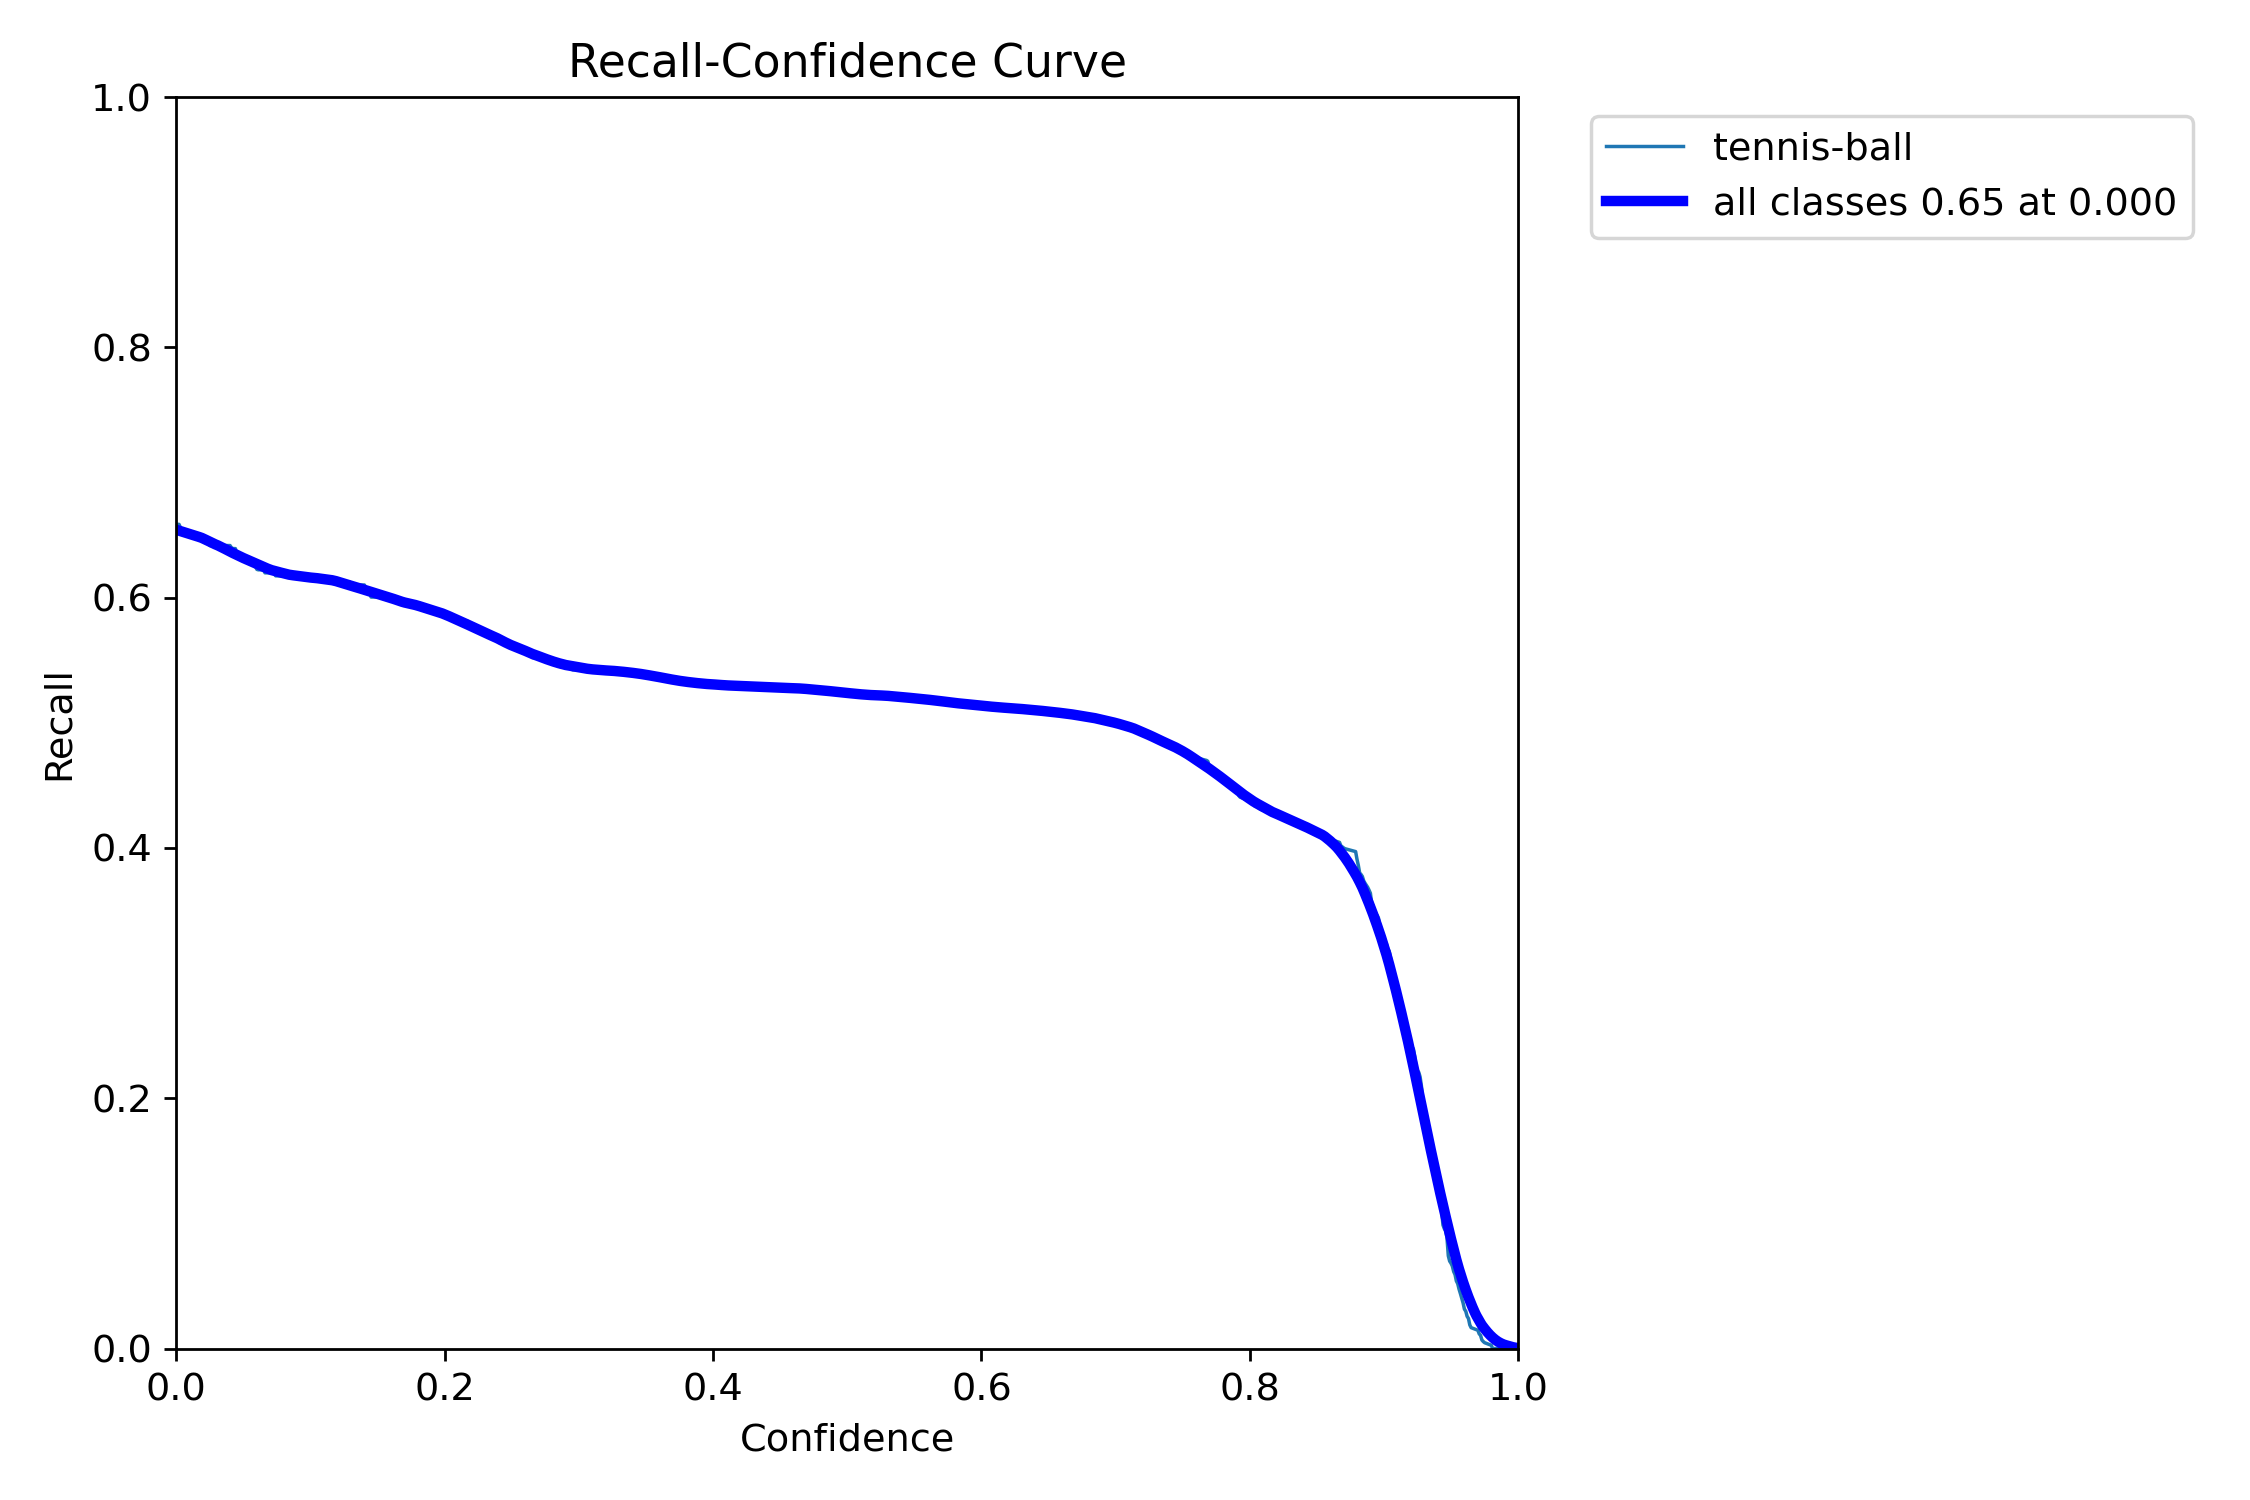 Recall-Confidence Curve
1.0
0.8
0.6
0.4
0.2
0.0
Recall
0.0 0.2 0.4 0.6 0.8 1.0
Confidence
tennis-ball
all classes 0.65 at 0.000